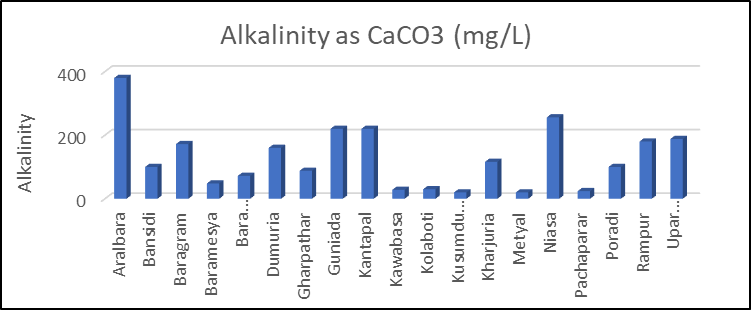 Alkalinity as CaCO3 (mg/L)
Alkalinity
400
200
0
Aralbara
Bansidi
Baragram
Baramesya
Bara…
Dumuria
Gharpathar
Guniada
Kantapal
Kawabasa
Kolaboti
Kusumdu…
Kharjuria
Metyal
Niasa
Pachaparar
Poradi
Rampur
Upar…